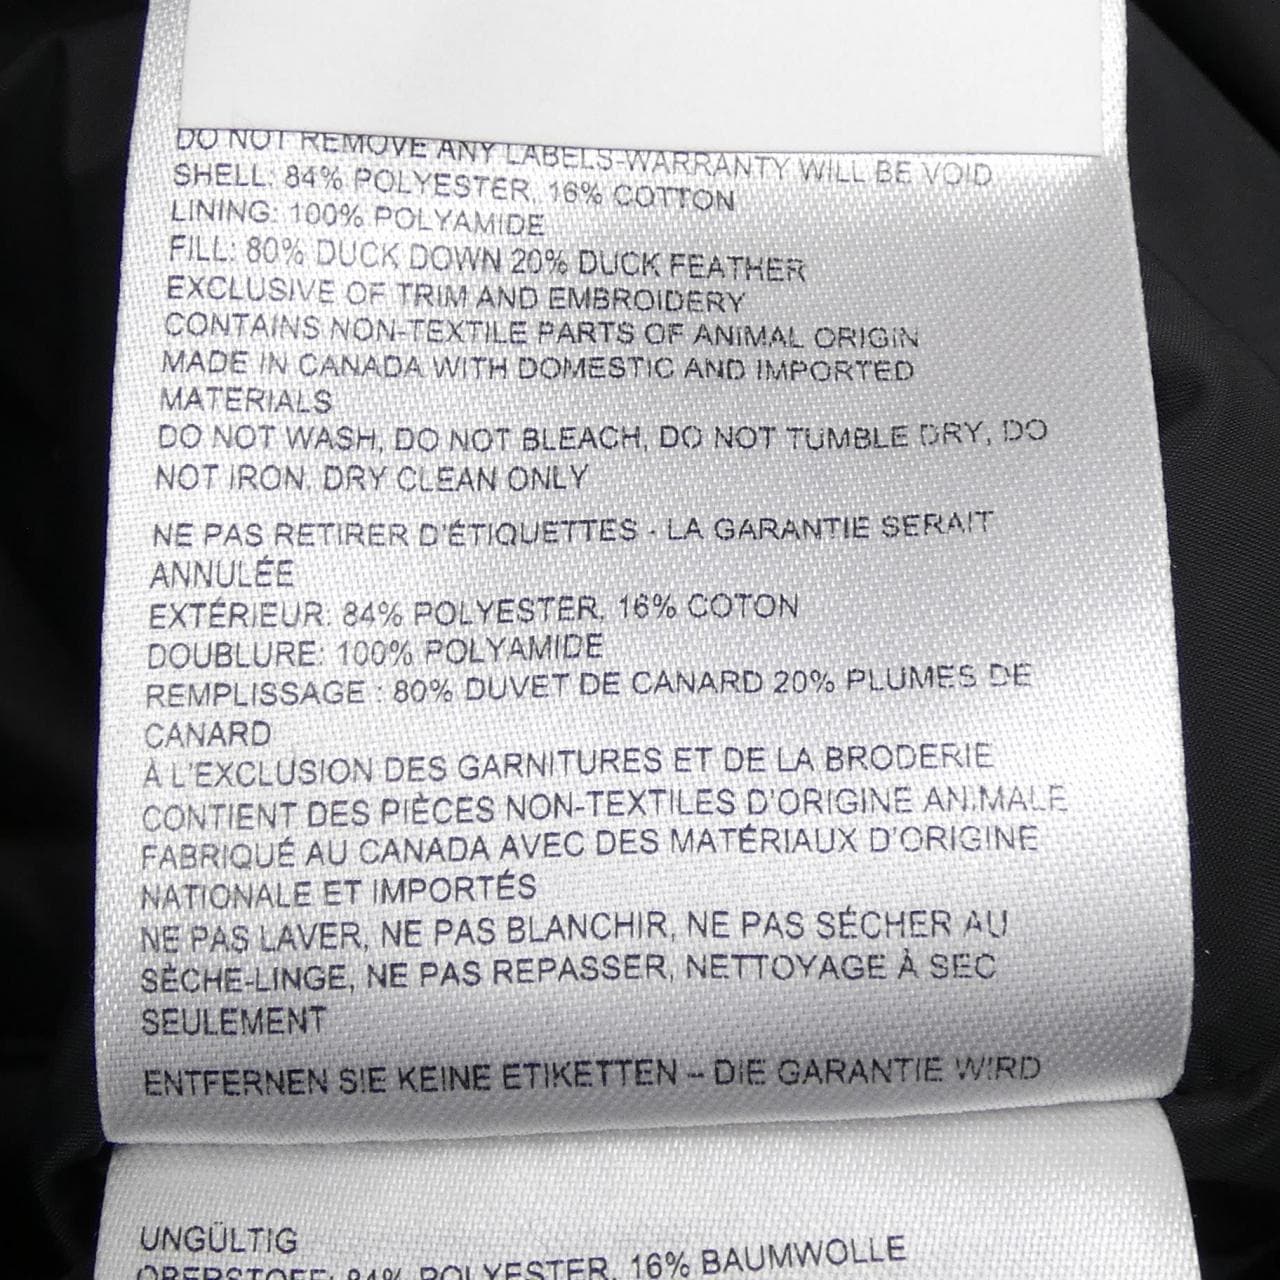 DO NOT REMOVE ANY LABELS-WARRANTY WILL BE VOID
SHELL: 84% POLYESTER, 16% COTTON
LINING: 100% POLYAMIDE
FILL: 80% DUCK DOWN 20% DUCK FEATHER
EXCLUSIVE OF TRIM AND EMBROIDERY
CONTAINS NON-TEXTILE PARTS OF ANIMAL ORIGIN
MADE IN CANADA WITH DOMESTIC AND IMPORTED
MATERIALS
DO NOT WASH, DO NOT BLEACH, DO NOT TUMBLE DRY, DO
NOT IRON, DRY CLEAN ONLY
NE PAS RETIRER D'ÉTIQUETTES - LA GARANTIE SERAIT
ANNULÉE
EXTÉRIEUR: 84% POLYESTER, 16% COTON
DOUBLURE: 100% POLYAMIDE
REMPLISSAGE : 80% DUVET DE CANARD 20% PLUMES DE
CANARD
À L'EXCLUSION DES GARNITURES ET DE LA BRODERIE
CONTIENT DES PIÈCES NON-TEXTILES D'ORIGINE ANIMALE
FABRIQUÉ AU CANADA AVEC DES MATÉRIAUX D'ORIGINE
NATIONALE ET IMPORTÉS
NE PAS LAVER, NE PAS BLANCHIR, NE PAS SÉCHER AU
SÈCHE-LINGE, NE PAS REPASSER, NETTOYAGE À SEC
SEULEMENT
ENTFERNEN SIE KEINE ETIKETTEN – DIE GARANTIE WIRD
UNGÜLTIG
OBERSTOFF: 84% POLYESTER, 16% BAUMWOLLE